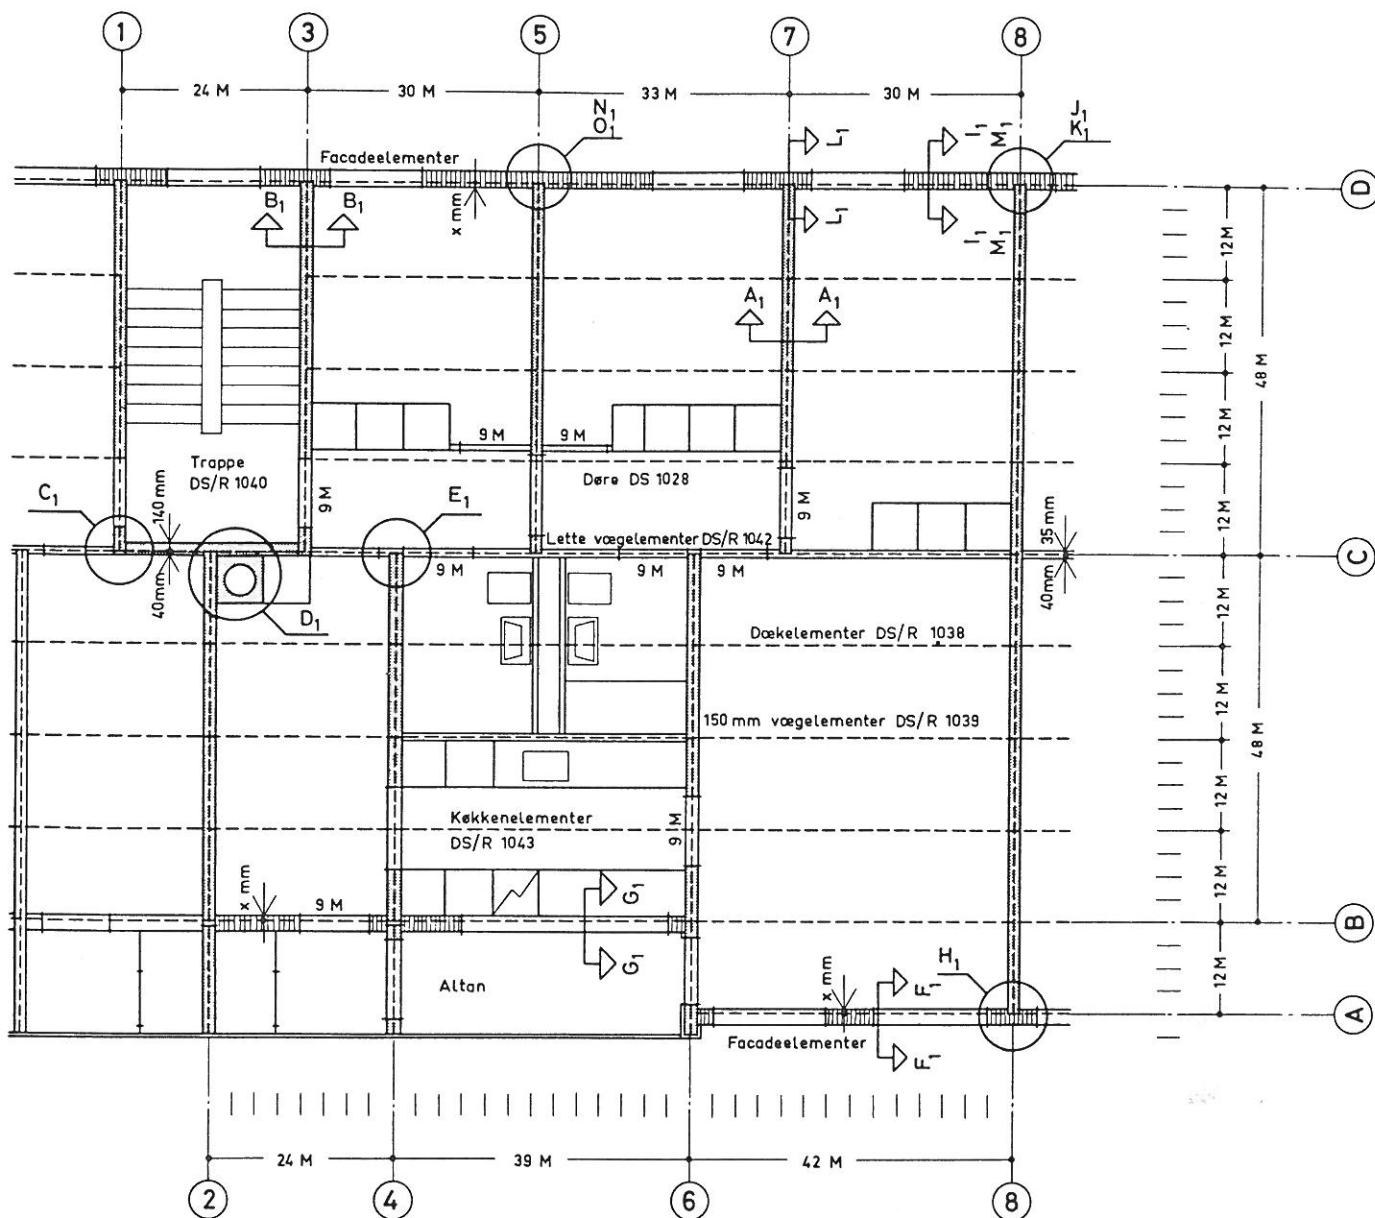 1 3 5 7 8
24 M 30 M 33 M 30 M
N₁
O₁
J₁
K₁
L₁
I₁
M₁
Facadeelementer
D
B₁ B₁
x mm
L₁
I₁
M₁
12 M
12 M
48 M
A₁ A₁
12 M
9 M 9 M
Trappe
DS/R 1040
Døre DS 1028
12 M
C₁
140 mm
9 M
E₁
9 M
35 mm
Lette vægelementer DS/R 1042
C
9 M 9 M 9 M
40mm
40mm
D₁
12 M
Dækelementer DS/R 1038
12 M
150 mm vægelementer DS/R 1039
48 M
12 M
Køkkenelementer
DS/R 1043
9 M
x mm
9 M
G₁
12 M
B
G₁
H₁
Altan
x mm
F₁
12 M
A
Facadeelementer
F₁
24 M 39 M 42 M
2 4 6 8